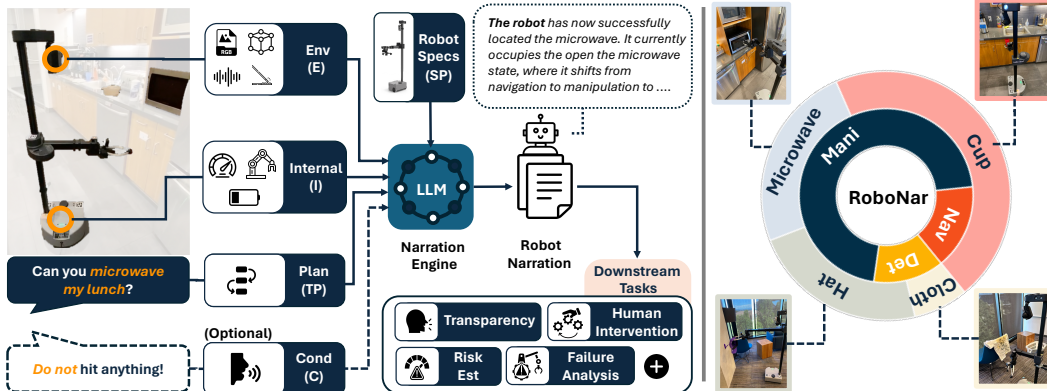 Env
(E)
RGB
Robot
Specs
(SP)
The robot has now successfully
located the microwave. It currently
occupies the open the microwave
state, where it shifts from
navigation to manipulation to ....
Internal
(I)
LLM
Narration
Engine
Robot
Narration
Can you microwave
my lunch?
Plan
(TP)
(Optional)
Do not hit anything!
Cond
(C)
Downstream
Tasks
Transparency
Human
Intervention
Risk
Est
Failure
Analysis
Microwave
Cup
Mani
RoboNar
Nav
Det
Hat
Cloth